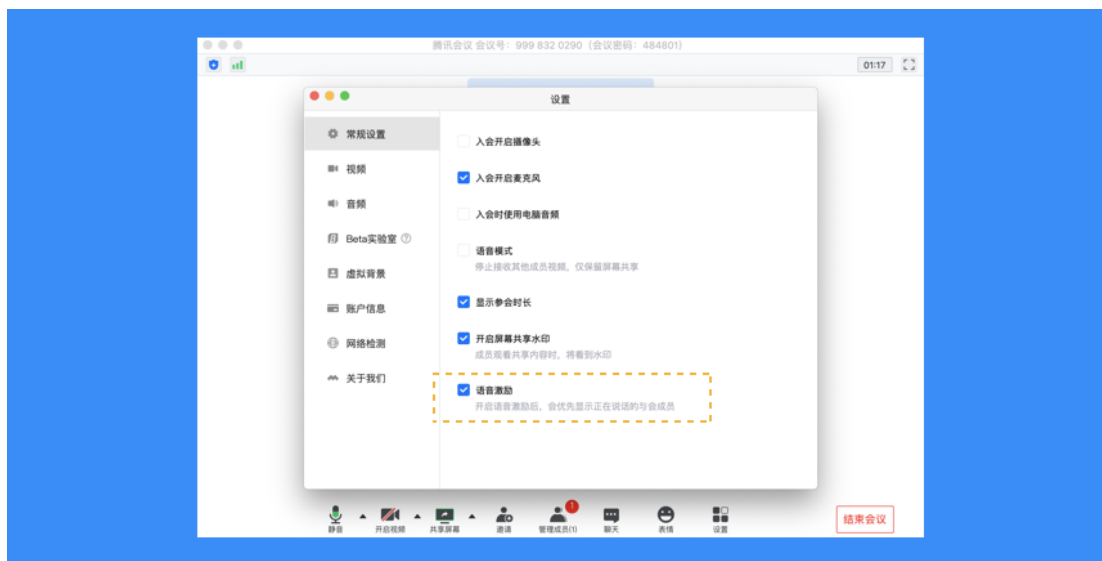 腾讯会议 会议号：999 832 0290（会议密码：484801）
01:17
设置
常规设置
视频
音频
Beta实验室
虚拟背景
账户信息
网络检测
关于我们
入会开启摄像头
入会开启麦克风
入会时使用电脑音频
语音模式
停止接收其他成员视频，仅保留屏幕共享
显示参会时长
开启屏幕共享水印
成员观看共享内容时，将看到水印
语音激励
开启语音激励后，会优先显示正在说话的与会成员
1
静音 开启视频 共享屏幕 邀请 管理成员(1) 聊天 表情 设置 结束会议